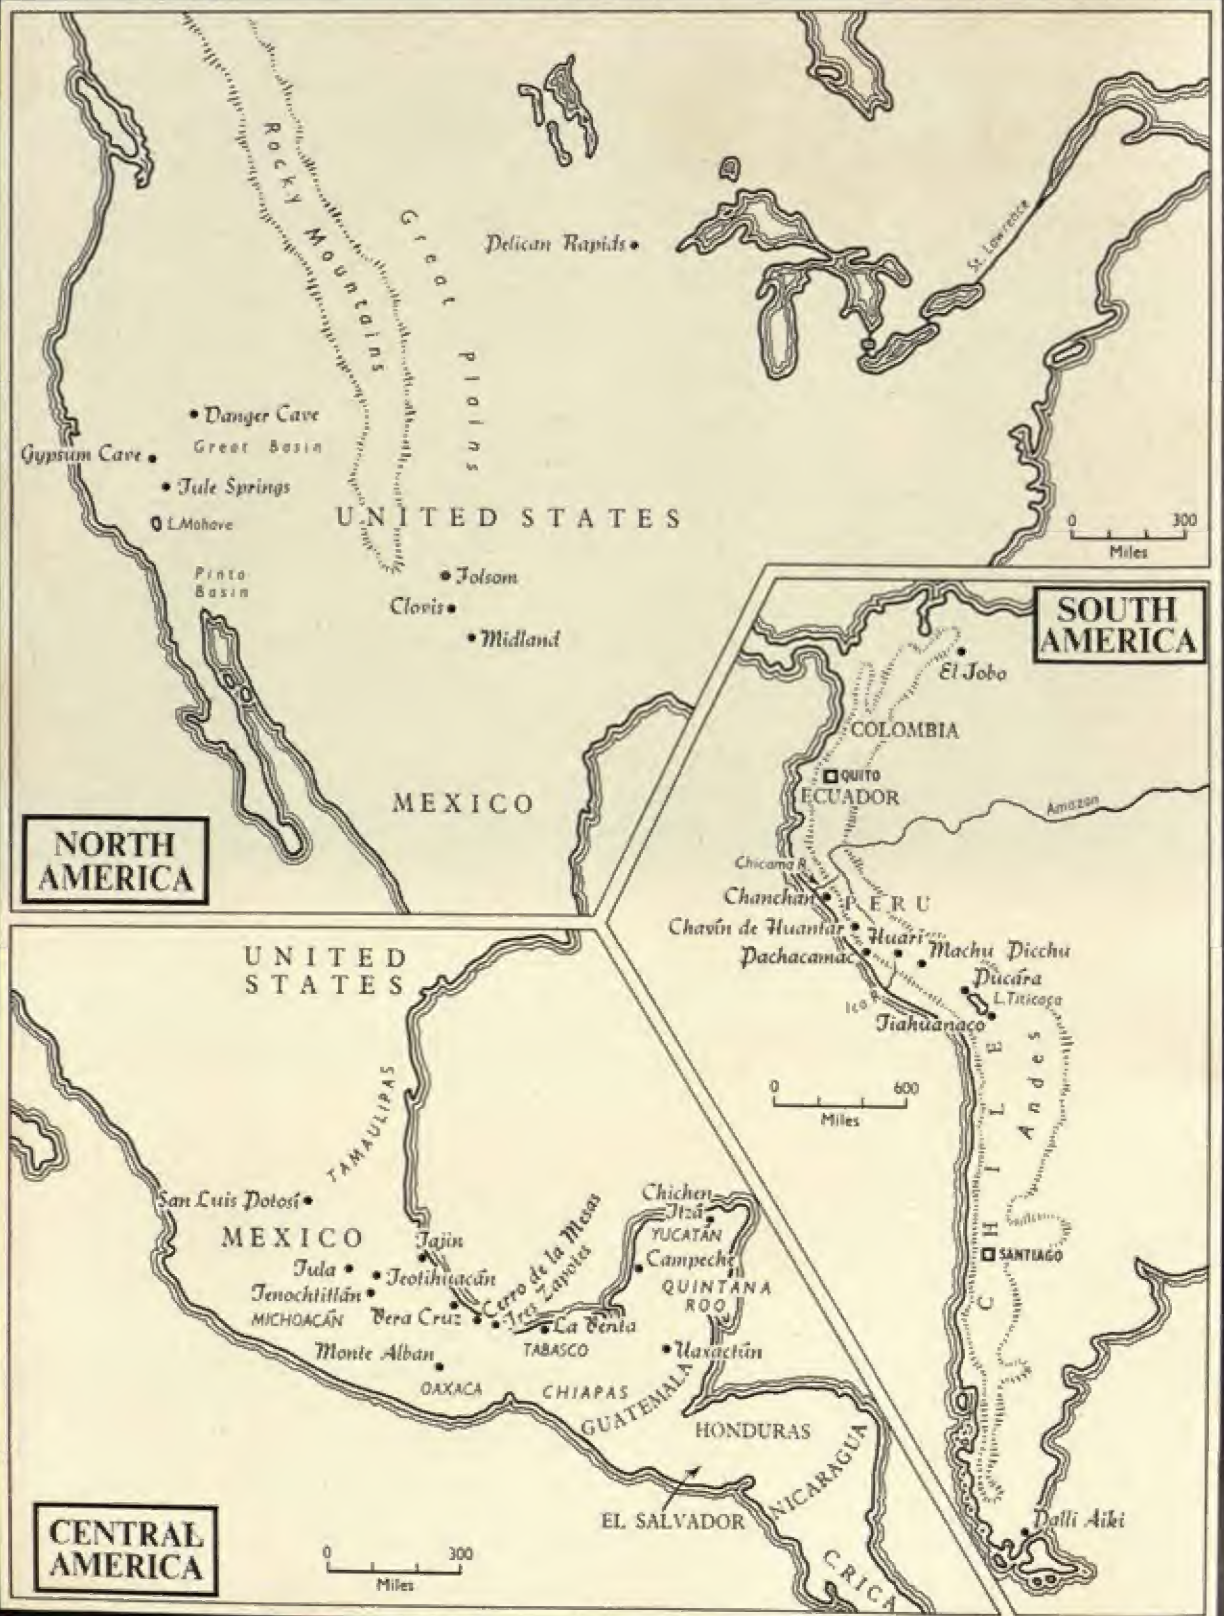 Rocky Mountains
Great Plains
Pelican Rapids
St. Lawrence
Danger Cave
Great Basin
Gypsum Cave
Tule Springs
L.Mohave
UNITED STATES
0 300
Miles
Pinto
Basin
Folsom
Clovis
Midland
MEXICO
NORTH
AMERICA
SOUTH
AMERICA
El Jobo
COLOMBIA
QUITO
ECUADOR
Amazon
Chicama R.
Chanchan
PERU
Chavín de Huantar
Huari
Machu Picchu
Pachacamac
Pucára
L.Titicaca
Ica R.
Tiahuanaco
Andes
CHILE
0 600
Miles
SANTIAGO
Palli Aiki
UNITED
STATES
TAMAULIPAS
San Luis Potosí
MEXICO
Chichen
Itzá
YUCATÁN
Tajin
Cerro de la Mesas
Tres Zapotes
Campeche
Tula
Teotihuacán
QUINTANA
ROO
Tenochtitlán
MICHOACÁN
Vera Cruz
La Venta
TABASCO
Uaxactún
Monte Alban
OAXACA
CHIAPAS
GUATEMALA
HONDURAS
NICARAGUA
EL SALVADOR
C.RICA
CENTRAL
AMERICA
0 300
Miles